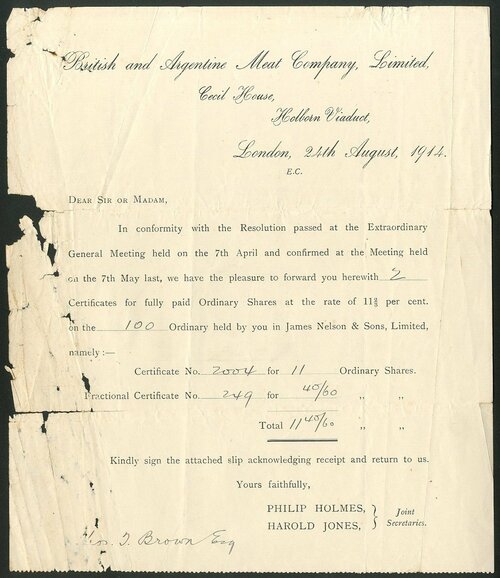 British and Argentine Meat Company, Limited,
Cecil House,
Holborn Viaduct,
London, 24th August, 1914.
E.C.
DEAR SIR OR MADAM,
In conformity with the Resolution passed at the Extraordinary
General Meeting held on the 7th April and confirmed at the Meeting held
on the 7th May last, we have the pleasure to forward you herewith 2
Certificates for fully paid Ordinary Shares at the rate of 11⅔ per cent.
on the 100 Ordinary held by you in James Nelson & Sons, Limited,
namely :—
Certificate No. 2004 for 11 Ordinary Shares.
Fractional Certificate No. 249 for 40/60 „ „
Total 11 40/60 „ „
Kindly sign the attached slip acknowledging receipt and return to us.
Yours faithfully,
PHILIP HOLMES, } Joint
HAROLD JONES, } Secretaries.
Brown Esq